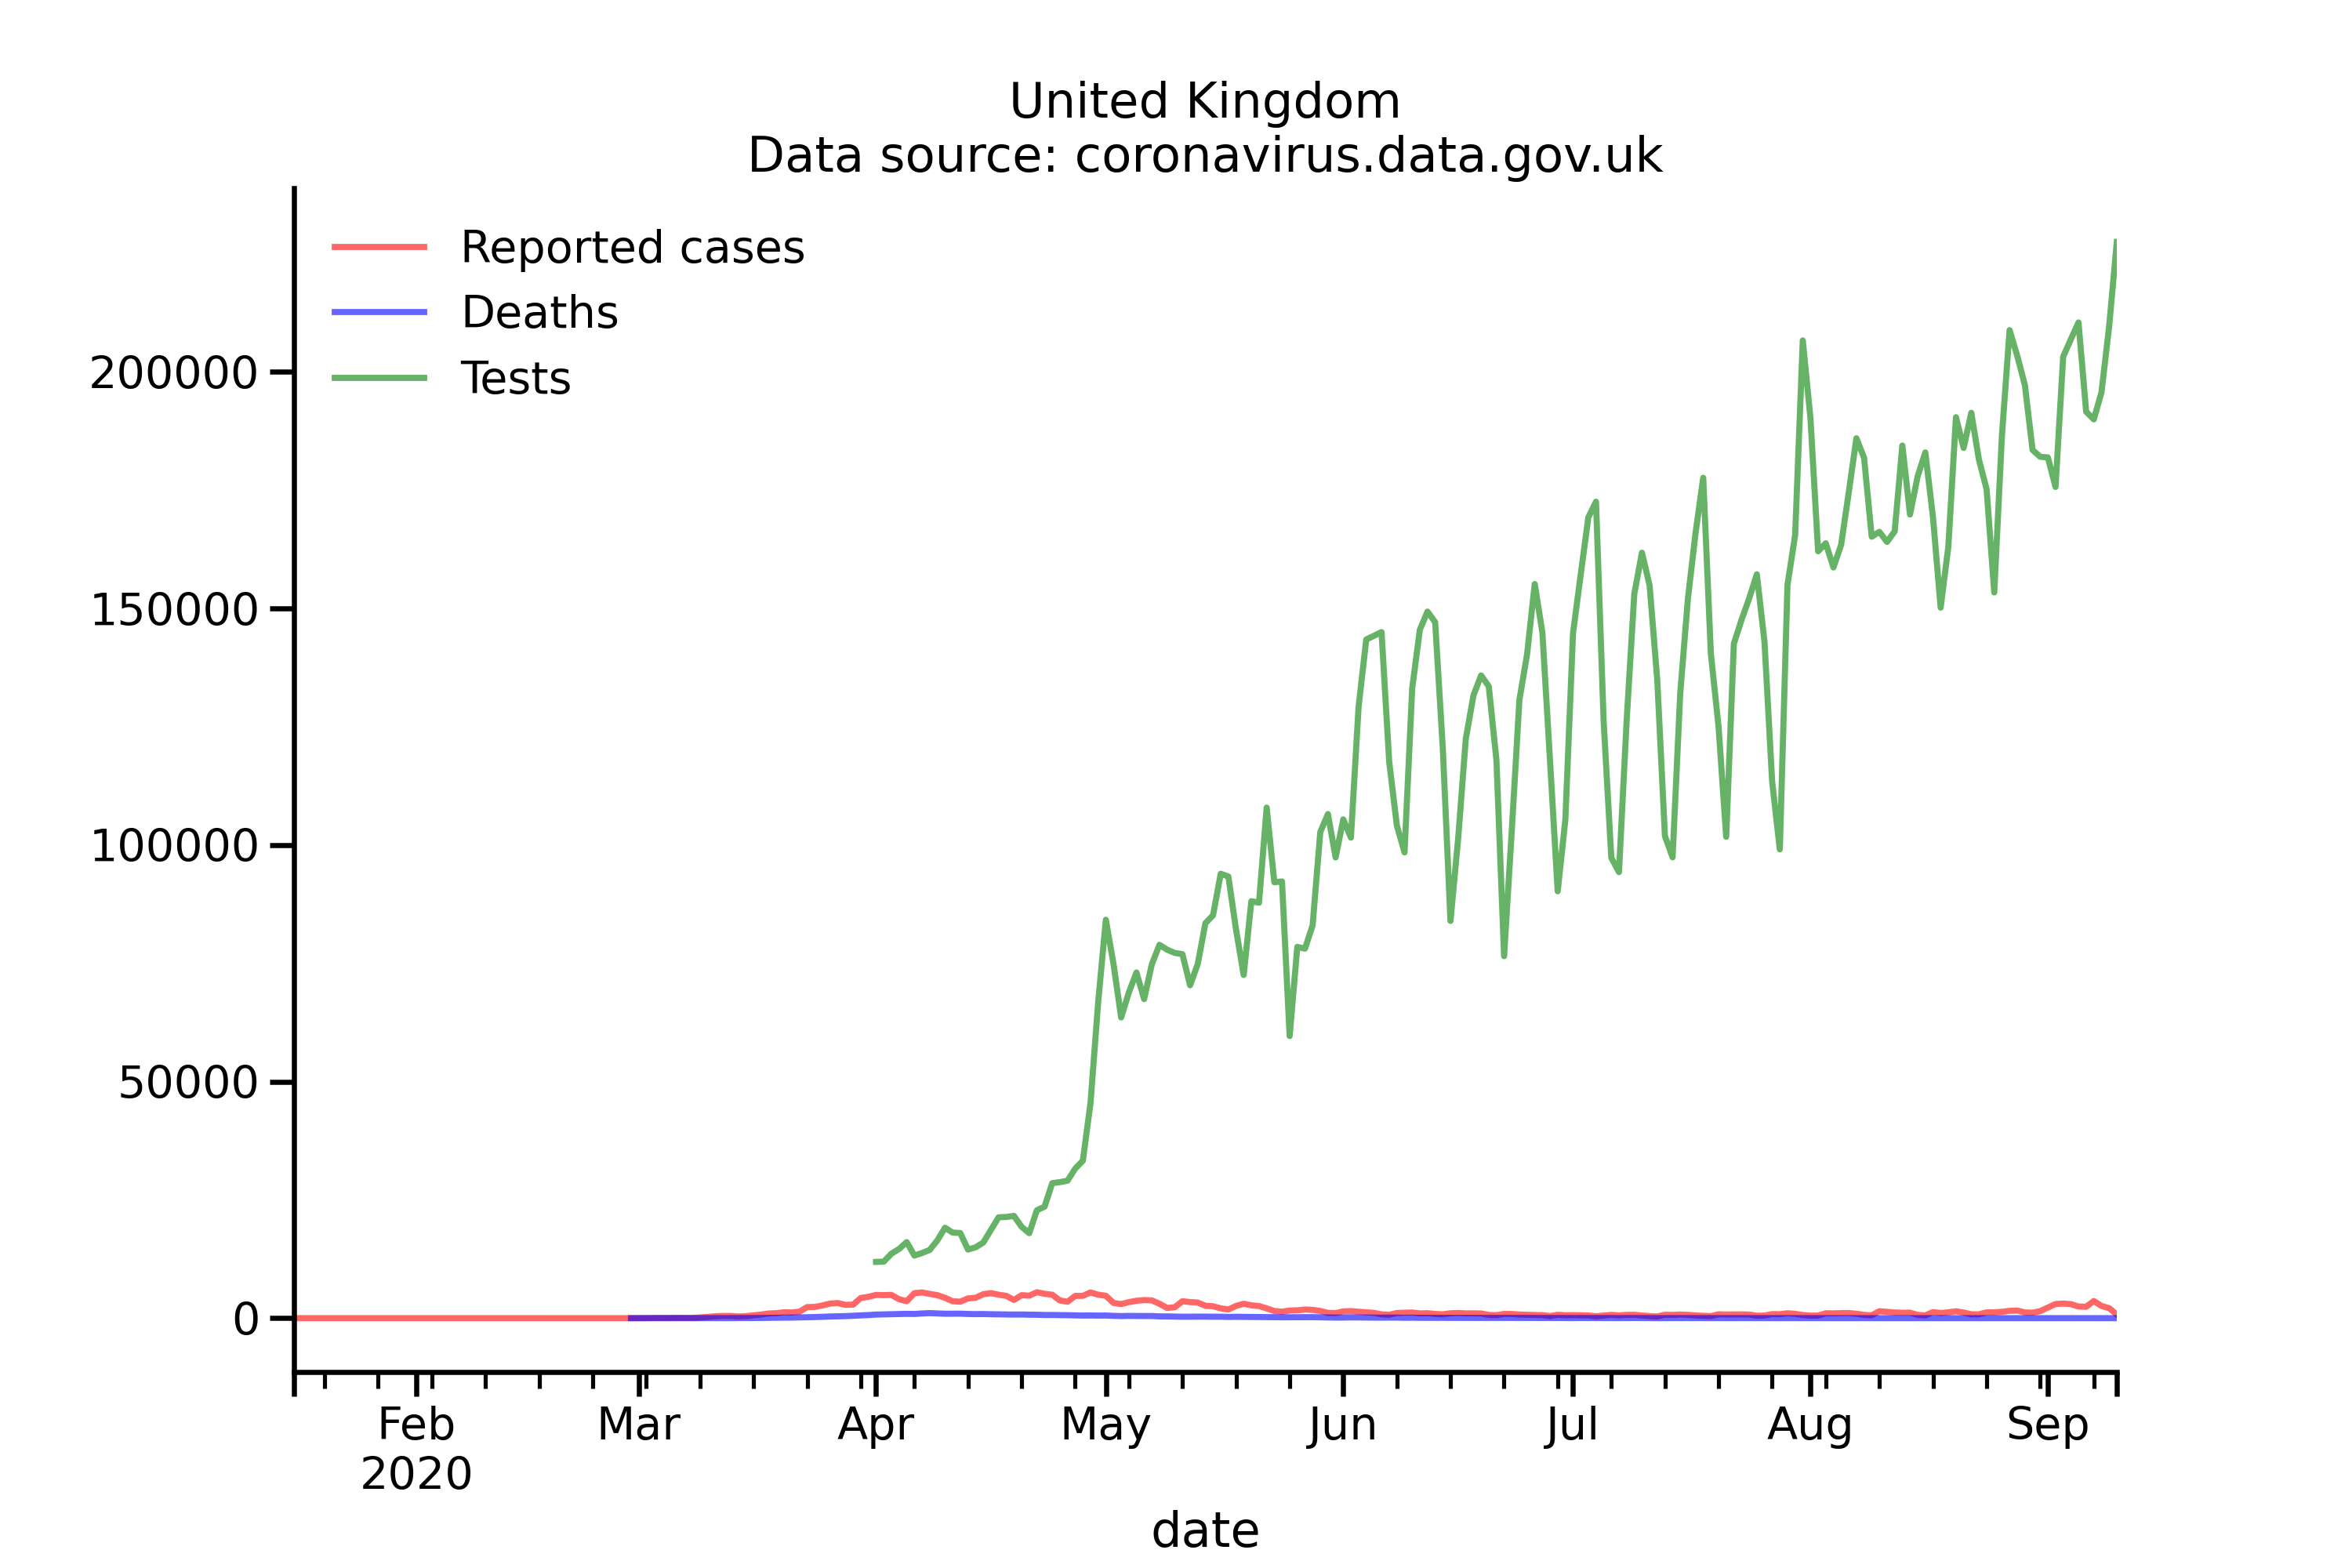 United Kingdom
Data source: coronavirus.data.gov.uk
Reported cases
Deaths
Tests
200000
150000
100000
50000
0
Feb Mar Apr May Jun Jul Aug Sep
2020
date